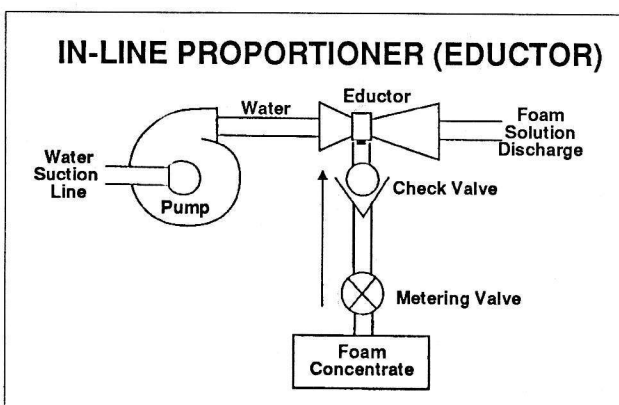 IN-LINE PROPORTIONER (EDUCTOR)
Eductor
Water
Foam
Solution
Discharge
Water
Suction
Line
Pump
Check Valve
Metering Valve
Foam
Concentrate